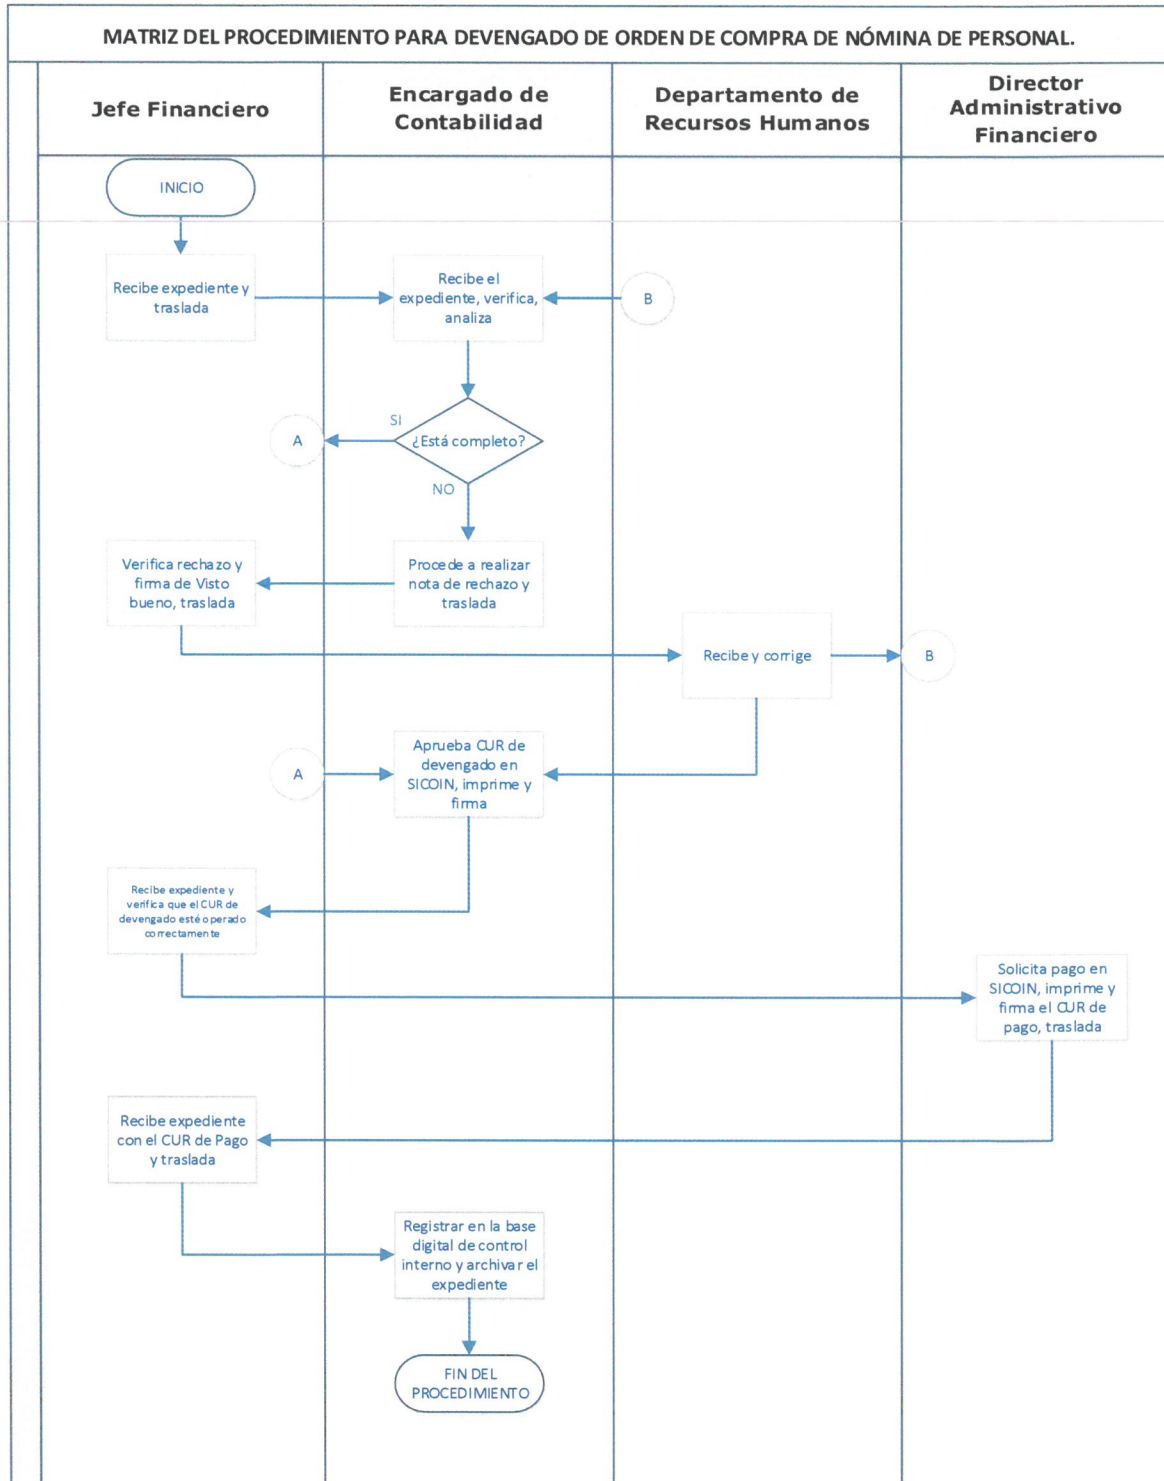 MATRIZ DEL PROCEDIMIENTO PARA DEVENGADO DE ORDEN DE COMPRA DE NÓMINA DE PERSONAL.
Jefe Financiero
Encargado de
Contabilidad
Departamento de
Recursos Humanos
Director
Administrativo
Financiero
INICIO
Recibe expediente y
traslada
Recibe el
expediente, verifica,
analiza
B
¿Está completo?
SI
A
NO
Procede a realizar
nota de rechazo y
traslada
Verifica rechazo y
firma de Visto
bueno, traslada
Recibe y corrige
B
A
Aprueba CUR de
devengado en
SICOIN, imprime y
firma
Recibe expediente y
verifica que el CUR de
devengado esté operado
correctamente
Solicita pago en
SICOIN, imprime y
firma el CUR de
pago, traslada
Recibe expediente
con el CUR de Pago
y traslada
Registrar en la base
digital de control
interno y archivar el
expediente
FIN DEL
PROCEDIMIENTO